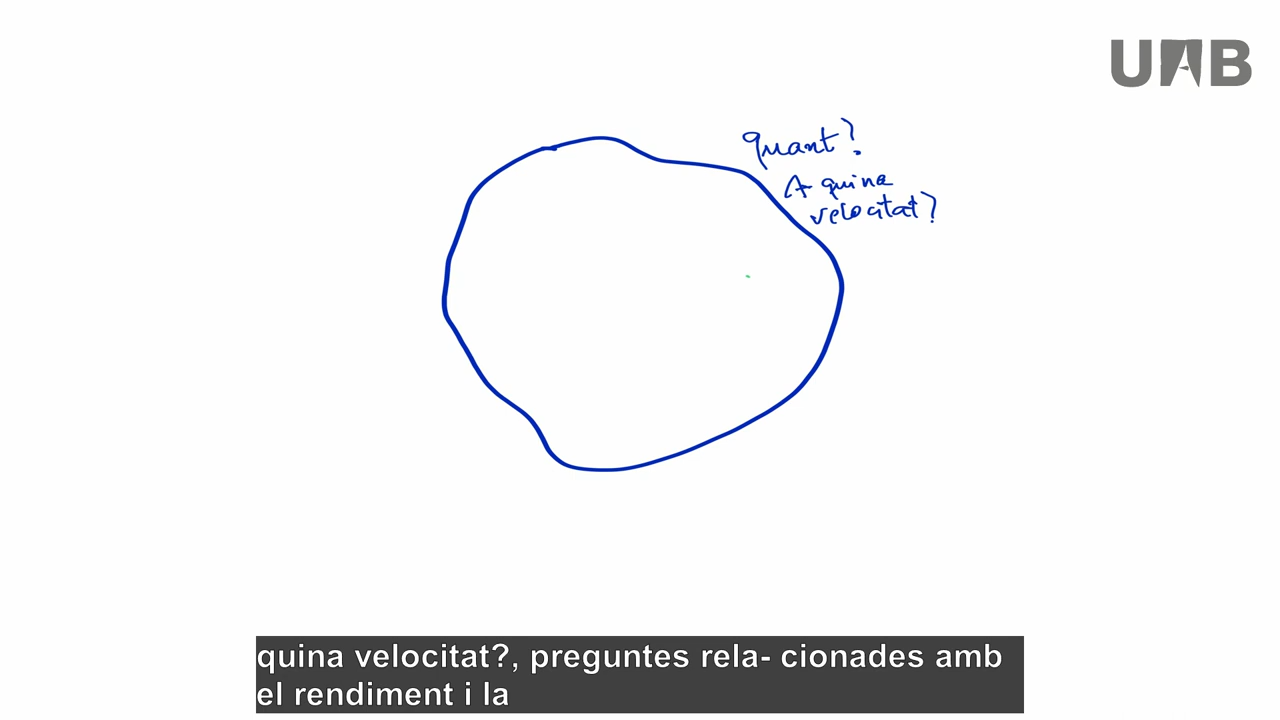 UAB
quant?
A quina
velocitat?
quina velocitat?, preguntes rela- cionades amb
el rendiment i la